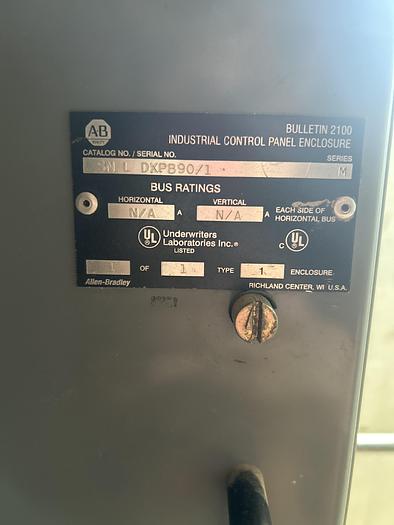 A-B
BULLETIN 2100
INDUSTRIAL CONTROL PANEL ENCLOSURE
CATALOG NO. / SERIAL NO. SERIES
DXPB90/1 M
BUS RATINGS
HORIZONTAL VERTICAL
N/A A N/A A EACH SIDE OF
HORIZONTAL BUS
UL Underwriters
Laboratories Inc.®
LISTED
C UL
1 OF 1 TYPE 1 ENCLOSURE
Allen-Bradley RICHLAND CENTER, WI U.S.A.